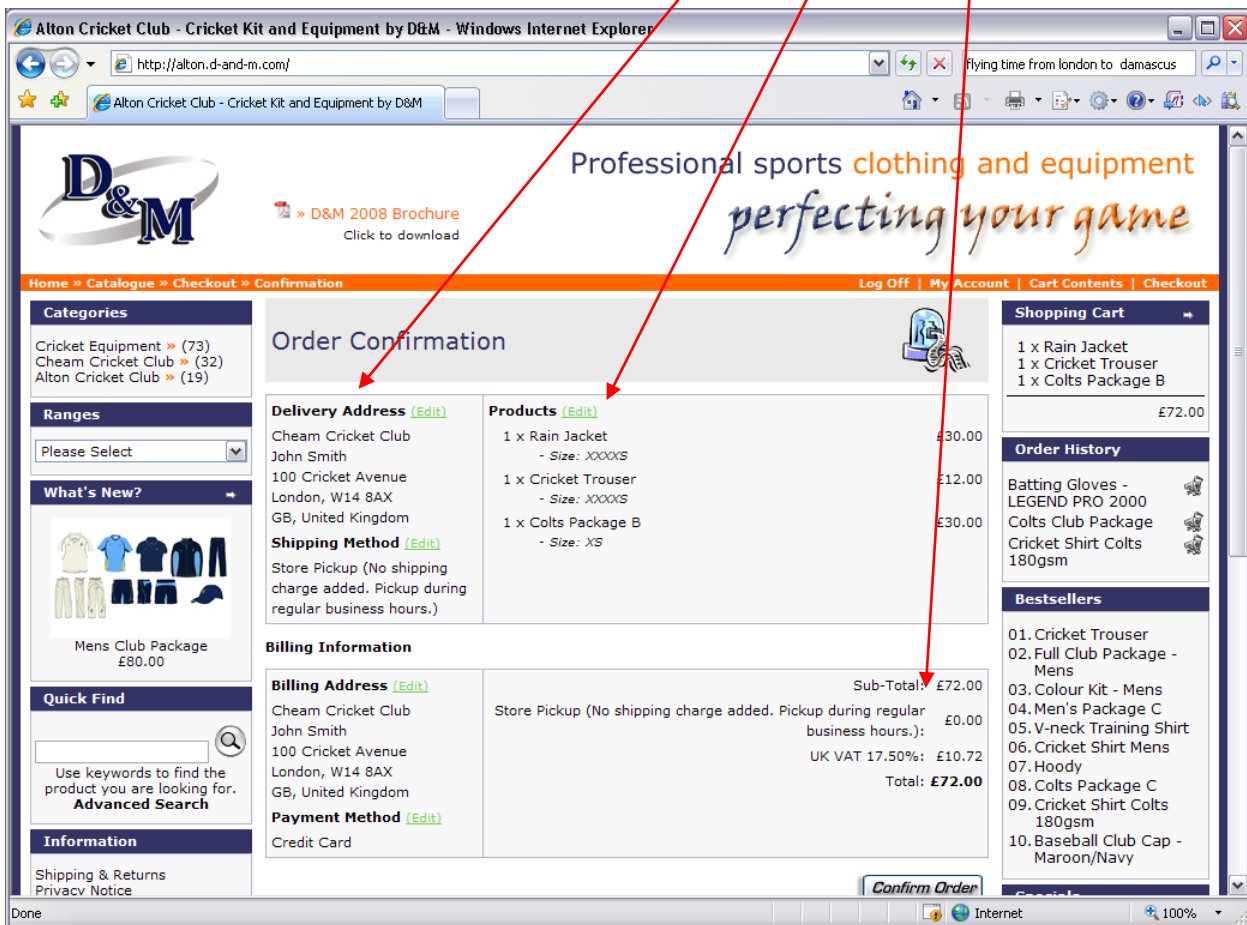 Alton Cricket Club - Cricket Kit and Equipment by D&M - Windows Internet Explorer
http://alton.d-and-m.com/
flying time from london to damascus
Alton Cricket Club - Cricket Kit and Equipment by D&M
D&M
» D&M 2008 Brochure
Click to download
Professional sports clothing and equipment
perfecting your game
Home » Catalogue » Checkout » Confirmation
Log Off | My Account | Cart Contents | Checkout
Categories
Cricket Equipment » (73)
Cheam Cricket Club » (32)
Alton Cricket Club » (19)
Ranges
Please Select
What's New?
Mens Club Package
£80.00
Quick Find
Use keywords to find the
product you are looking for.
Advanced Search
Information
Shipping & Returns
Privacy Notice
Order Confirmation
Delivery Address (Edit)
Cheam Cricket Club
John Smith
100 Cricket Avenue
London, W14 8AX
GB, United Kingdom
Shipping Method (Edit)
Store Pickup (No shipping
charge added. Pickup during
regular business hours.)
Products (Edit)
1 x Rain Jacket £30.00
- Size: XXXXS
1 x Cricket Trouser £12.00
- Size: XXXXS
1 x Colts Package B £30.00
- Size: XS
Billing Information
Billing Address (Edit)
Cheam Cricket Club
John Smith
100 Cricket Avenue
London, W14 8AX
GB, United Kingdom
Payment Method (Edit)
Credit Card
Sub-Total: £72.00
Store Pickup (No shipping charge added. Pickup during regular
business hours.): £0.00
UK VAT 17.50%: £10.72
Total: £72.00
Confirm Order
Shopping Cart
1 x Rain Jacket
1 x Cricket Trouser
1 x Colts Package B
£72.00
Order History
Batting Gloves -
LEGEND PRO 2000
Colts Club Package
Cricket Shirt Colts
180gsm
Bestsellers
01. Cricket Trouser
02. Full Club Package -
Mens
03. Colour Kit - Mens
04. Men's Package C
05. V-neck Training Shirt
06. Cricket Shirt Mens
07. Hoody
08. Colts Package C
09. Cricket Shirt Colts
180gsm
10. Baseball Club Cap -
Maroon/Navy
Specials
Done
Internet
100%